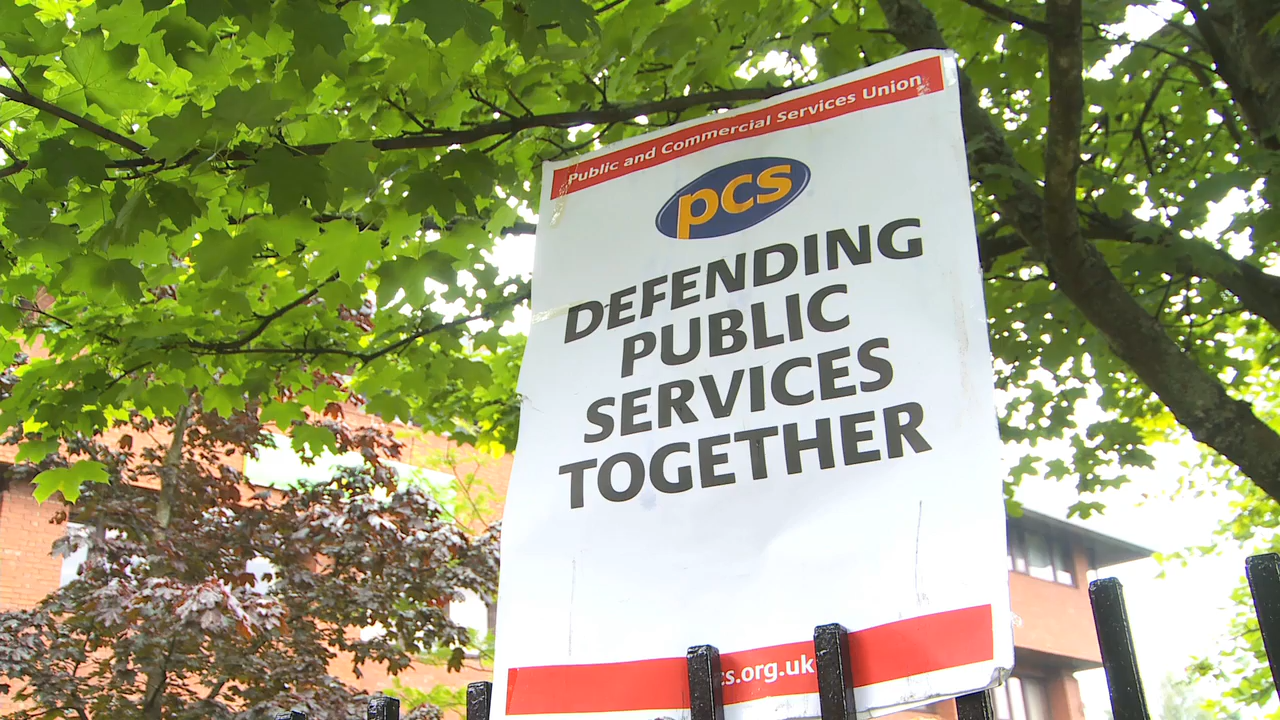 Public and Commercial Services Union
pcs
DEFENDING
PUBLIC
SERVICES
TOGETHER
cs.org.uk